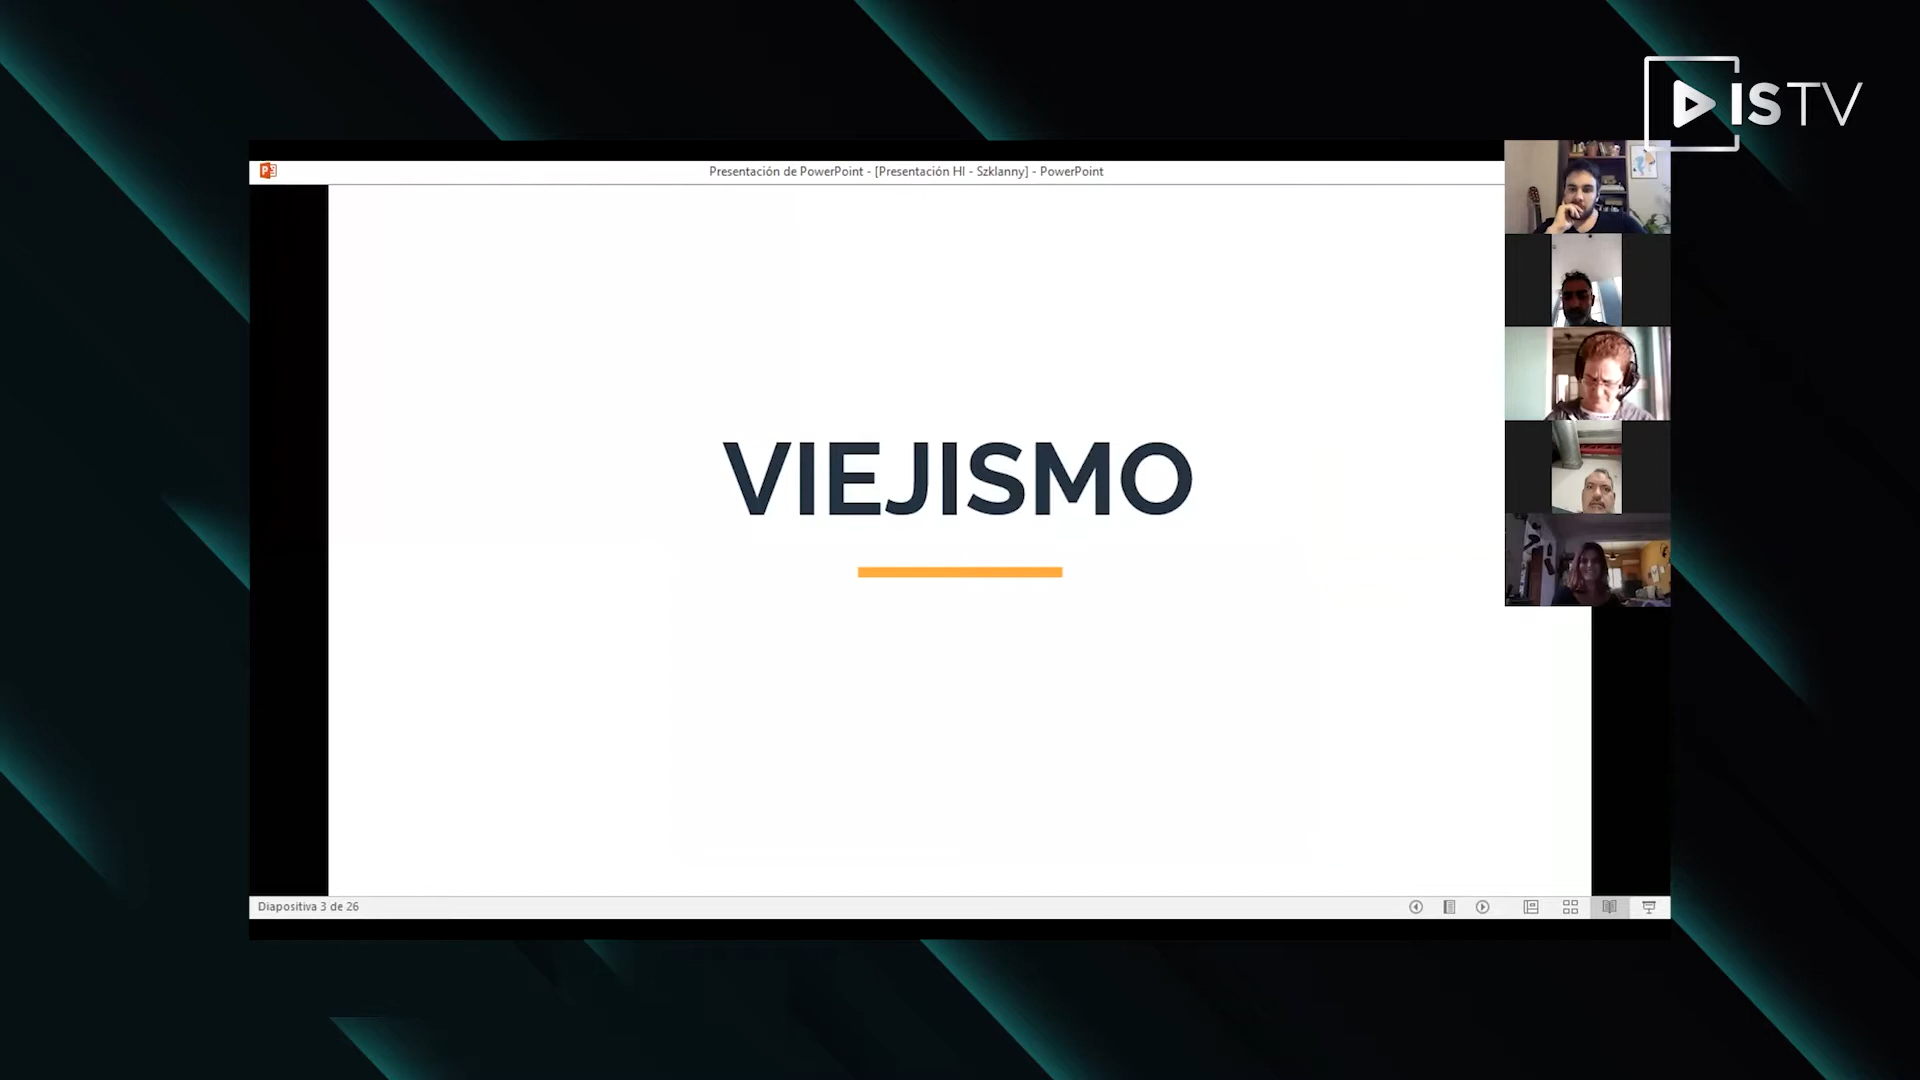 ISTV
Presentación de PowerPoint - [Presentación HI - Szklanny] - PowerPoint
VIEJISMO
Diapositiva 3 de 26